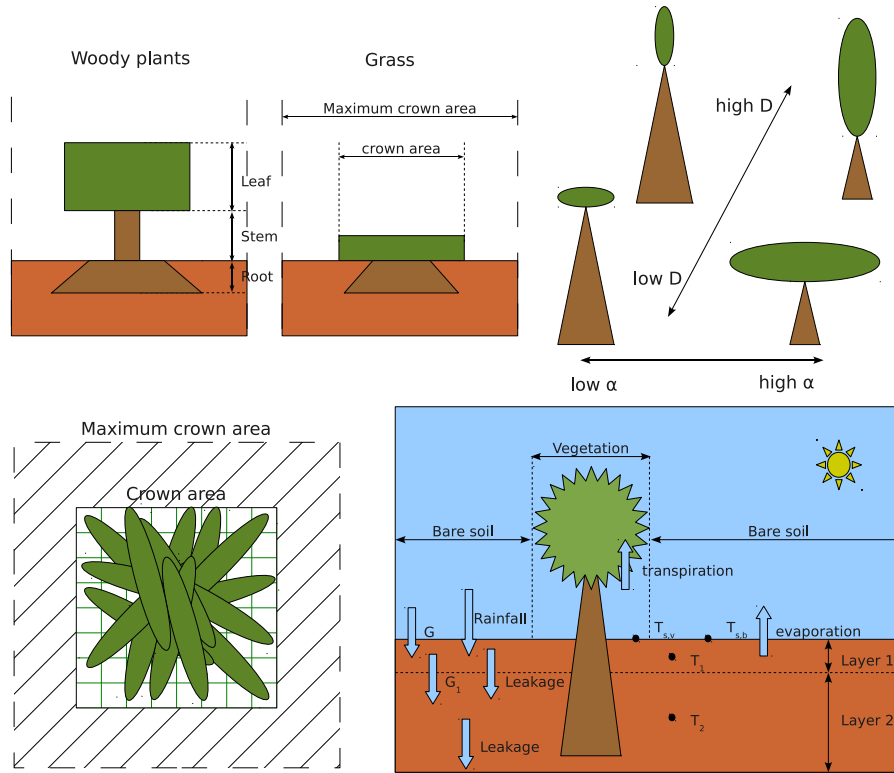 Woody plants
Grass
Maximum crown area
crown area
Leaf
Stem
Root
high D
low D
low α
high α
Maximum crown area
Crown area
Vegetation
Bare soil
Bare soil
transpiration
Rainfall
G
T s,v
T s,b
evaporation
T 1
Layer 1
G 1
Leakage
T 2
Layer 2
Leakage